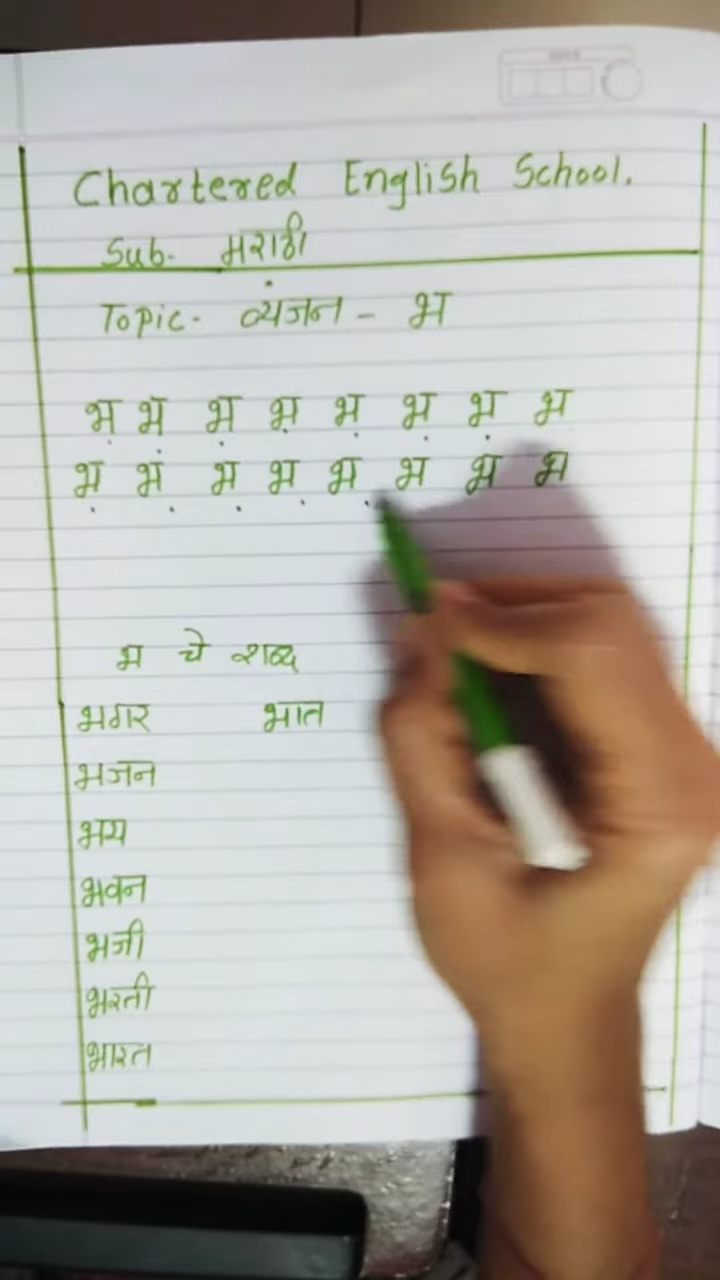 Chartered English School.
Sub. मराठी
Topic- व्यंजन - भ
भ भ भ भ भ भ भ भ
भ भ भ भ भ भ भ भ
भ चे शब्द
भगर भात
भजन
भय
भवन
भजी
भरती
भारत